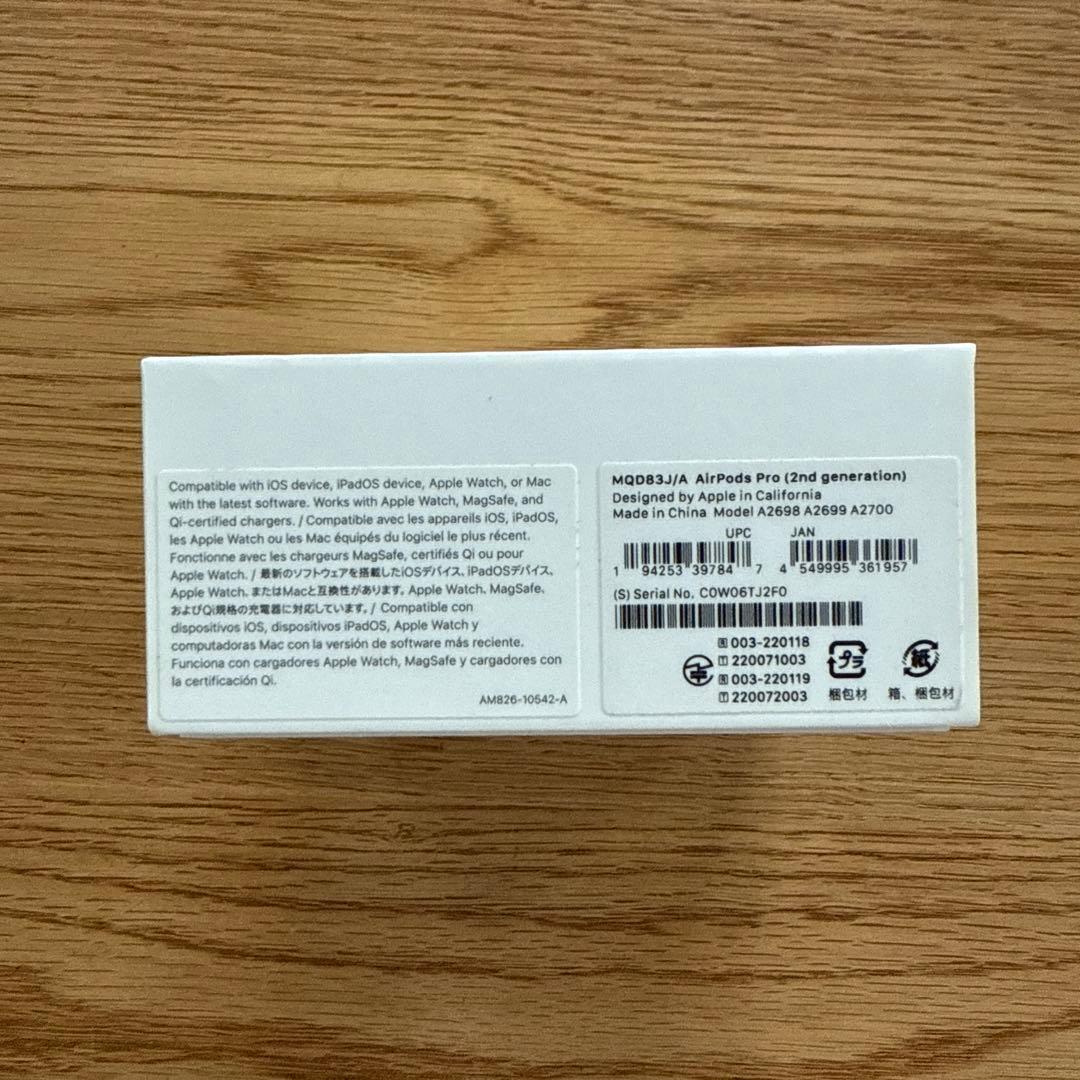 Compatible with iOS device, iPadOS device, Apple Watch, or Mac
with the latest software. Works with Apple Watch, MagSafe, and
Qi-certified chargers. / Compatible avec les appareils iOS, iPadOS,
les Apple Watch ou les Mac équipés du logiciel le plus récent.
Fonctionne avec les chargeurs MagSafe, certifiés Qi ou pour
Apple Watch. / 最新のソフトウェアを搭載したiOSデバイス、iPadOSデバイス、
Apple Watch、またはMacと互換性があります。Apple Watch、MagSafe、
およびQi規格の充電器に対応しています。/ Compatible con
dispositivos iOS, dispositivos iPadOS, Apple Watch y
computadoras Mac con la versión de software más reciente.
Funciona con cargadores Apple Watch, MagSafe y cargadores con
la certificación Qi.
AM826-10542-A
MQD83J/A AirPods Pro (2nd generation)
Designed by Apple in California
Made in China Model A2698 A2699 A2700
UPC JAN
1 94253 39784 7 4 549995 361957
(S) Serial No. C0W06TJ2F0
R 003-220118
T 220071003
R 003-220119
T 220072003
プラ 紙
梱包材 箱、梱包材